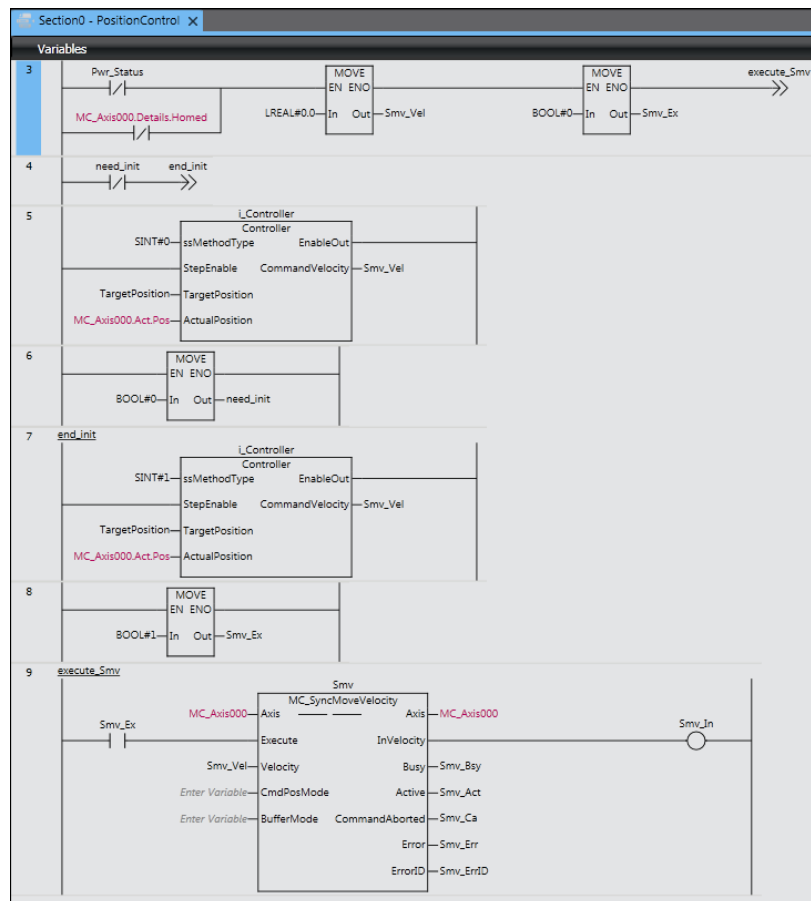 Section0 - PositionControl X
Variables
3
Pwr_Status
MC_Axis000.Details.Homed
MOVE
EN ENO
LREAL#0.0 In Out Smv_Vel
MOVE
EN ENO
BOOL#0 In Out Smv_Ex
execute_Smv
4
need_init end_init
5
i_Controller
Controller
SINT#0 ssMethodType EnableOut
StepEnable CommandVelocity Smv_Vel
TargetPosition TargetPosition
MC_Axis000.Act.Pos ActualPosition
6
MOVE
EN ENO
BOOL#0 In Out need_init
7 end_init
i_Controller
Controller
SINT#1 ssMethodType EnableOut
StepEnable CommandVelocity Smv_Vel
TargetPosition TargetPosition
MC_Axis000.Act.Pos ActualPosition
8
MOVE
EN ENO
BOOL#1 In Out Smv_Ex
9 execute_Smv
Smv
MC_SyncMoveVelocity
MC_Axis000 Axis Axis MC_Axis000
Smv_Ex Execute InVelocity Smv_In
Smv_Vel Velocity Busy Smv_Bsy
Enter Variable CmdPosMode Active Smv_Act
Enter Variable BufferMode CommandAborted Smv_Ca
Error Smv_Err
ErrorID Smv_ErrID